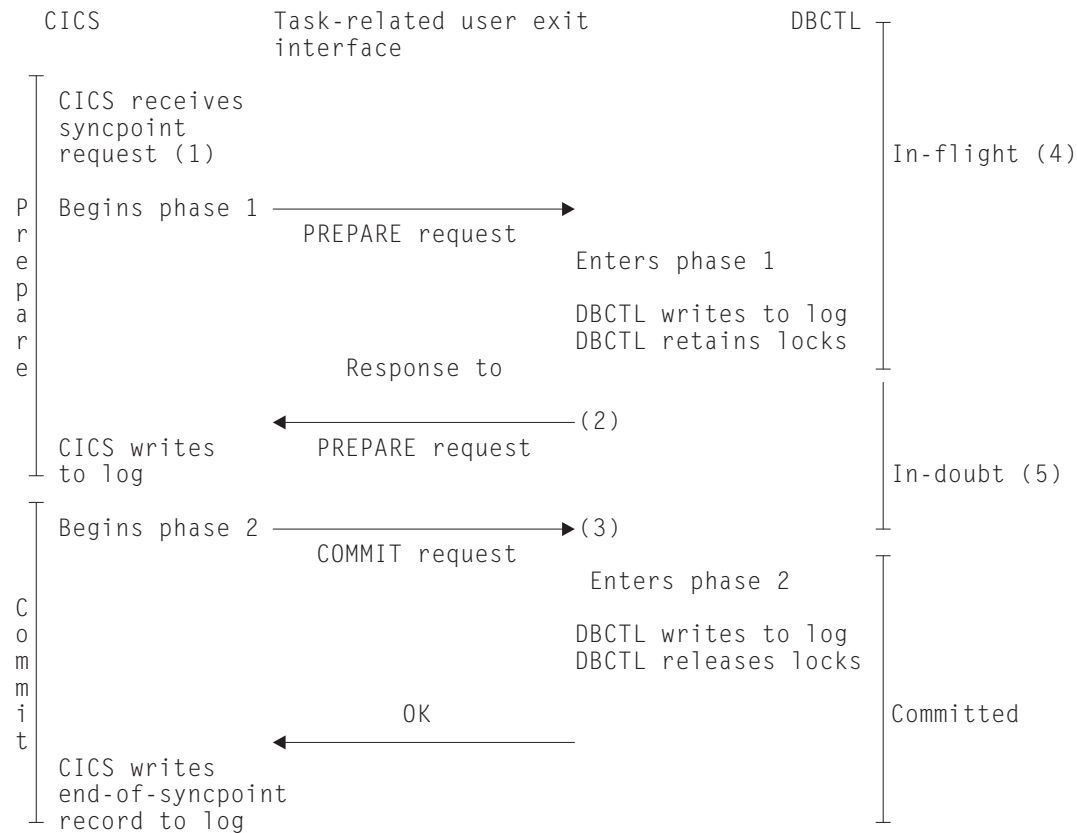 CICS
Task-related user exit
interface
DBCTL
CICS receives
syncpoint
request (1)
In-flight (4)
Prepare
Begins phase 1
PREPARE request
Enters phase 1
DBCTL writes to log
DBCTL retains locks
Response to
(2)
PREPARE request
CICS writes
to log
In-doubt (5)
Begins phase 2
(3)
COMMIT request
Enters phase 2
Commit
DBCTL writes to log
DBCTL releases locks
OK
Committed
CICS writes
end-of-syncpoint
record to log